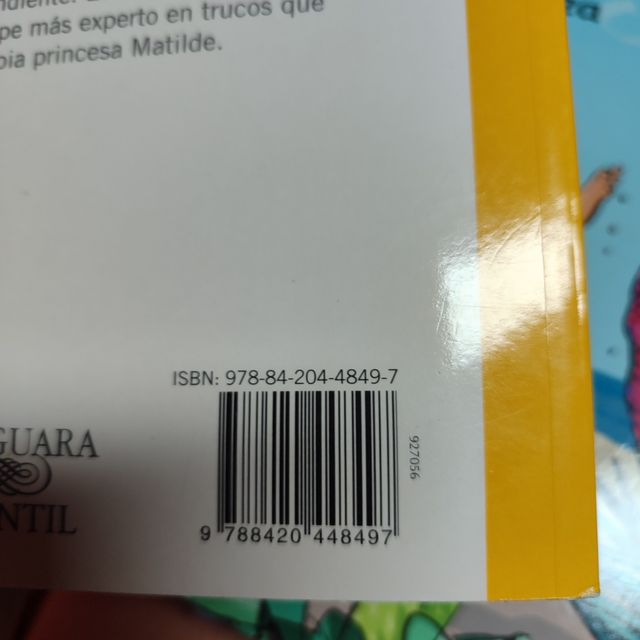 pe más experto en trucos que
bia princesa Matilde.
ISBN: 978-84-204-4849-7
927056
GUARA
NTIL
9 788420 448497